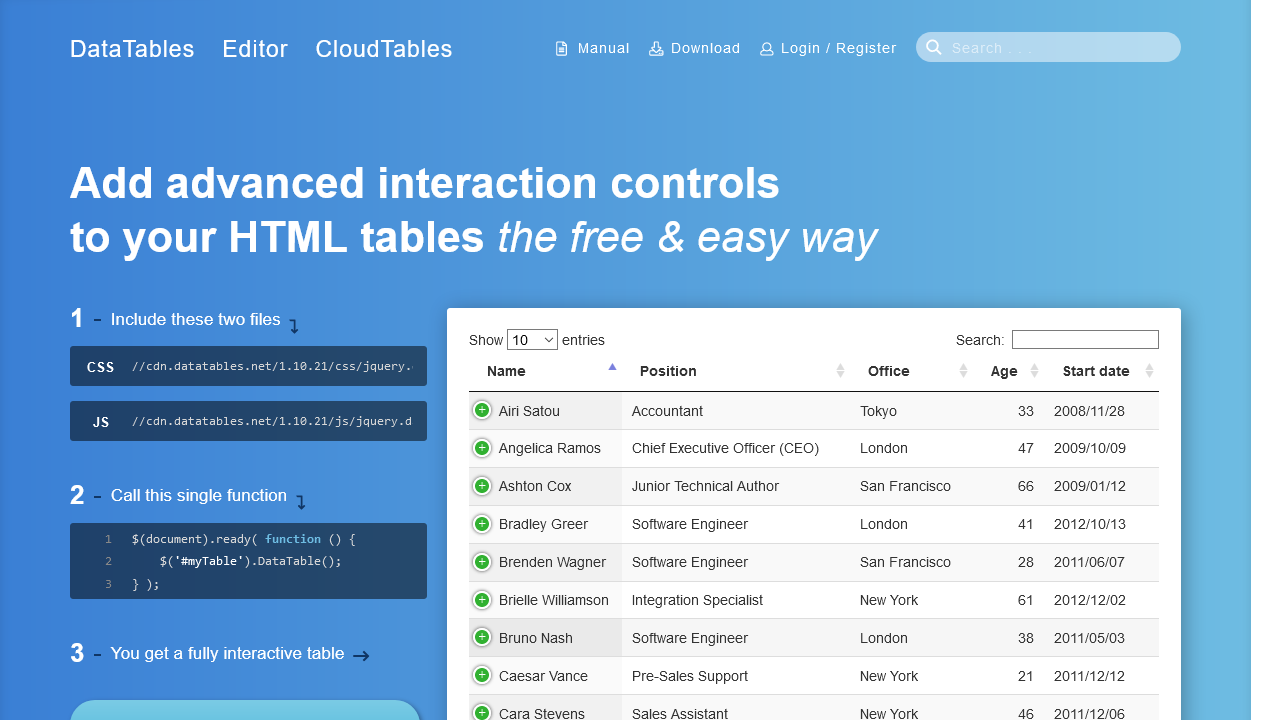 DataTables Editor CloudTables Manual Download Login / Register Search . . .
Add advanced interaction controls
to your HTML tables the free & easy way
1 - Include these two files
CSS //cdn.datatables.net/1.10.21/css/jquery.
JS //cdn.datatables.net/1.10.21/js/jquery.d
2 - Call this single function
1 $(document).ready( function () {
2 $('#myTable').DataTable();
3 } );
3 - You get a fully interactive table
Show 10 entries Search:
Name Position Office Age Start date
Airi Satou Accountant Tokyo 33 2008/11/28
Angelica Ramos Chief Executive Officer (CEO) London 47 2009/10/09
Ashton Cox Junior Technical Author San Francisco 66 2009/01/12
Bradley Greer Software Engineer London 41 2012/10/13
Brenden Wagner Software Engineer San Francisco 28 2011/06/07
Brielle Williamson Integration Specialist New York 61 2012/12/02
Bruno Nash Software Engineer London 38 2011/05/03
Caesar Vance Pre-Sales Support New York 21 2011/12/12
Cara Stevens Sales Assistant New York 46 2011/12/06